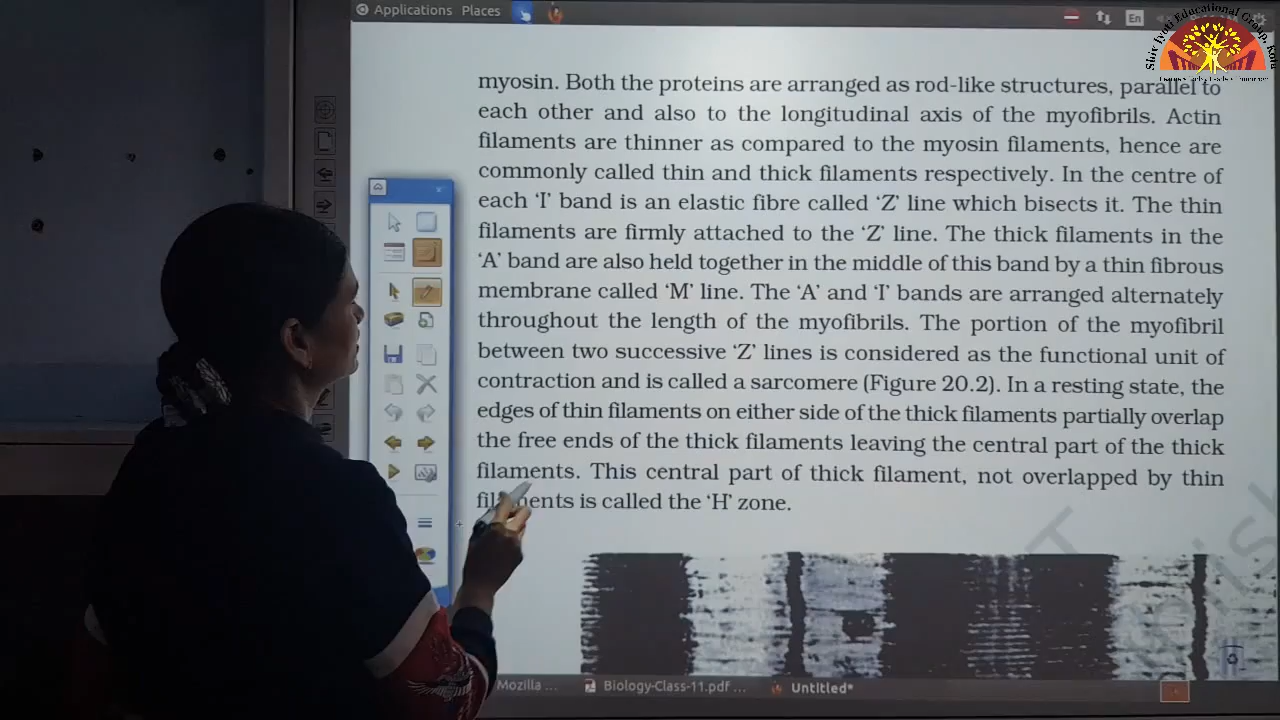 Applications Places
En
Shiv Jyoti Educational Group, Kota
myosin. Both the proteins are arranged as rod-like structures, parallel to
each other and also to the longitudinal axis of the myofibrils. Actin
filaments are thinner as compared to the myosin filaments, hence are
commonly called thin and thick filaments respectively. In the centre of
each ‘I’ band is an elastic fibre called ‘Z’ line which bisects it. The thin
filaments are firmly attached to the ‘Z’ line. The thick filaments in the
‘A’ band are also held together in the middle of this band by a thin fibrous
membrane called ‘M’ line. The ‘A’ and ‘I’ bands are arranged alternately
throughout the length of the myofibrils. The portion of the myofibril
between two successive ‘Z’ lines is considered as the functional unit of
contraction and is called a sarcomere (Figure 20.2). In a resting state, the
edges of thin filaments on either side of the thick filaments partially overlap
the free ends of the thick filaments leaving the central part of the thick
filaments. This central part of thick filament, not overlapped by thin
filaments is called the ‘H’ zone.
Mozilla ... Biology-Class-11.pdf ... Untitled*